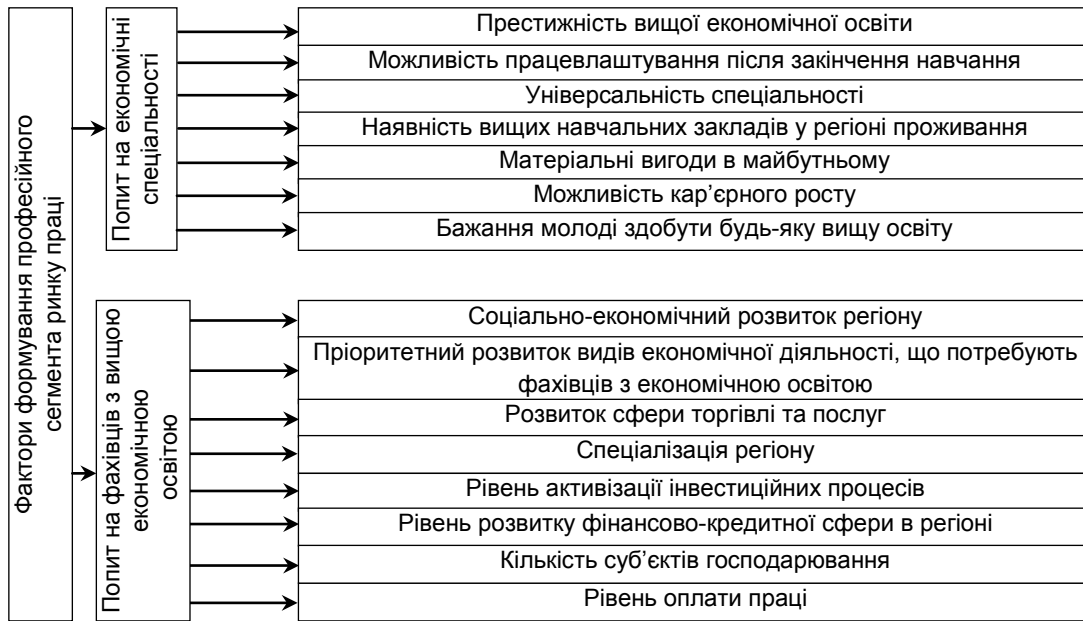 Фактори формування професійного
сегмента ринку праці
Попит на економічні
спеціальності
Престижність вищої економічної освіти
Можливість працевлаштування після закінчення навчання
Універсальність спеціальності
Наявність вищих навчальних закладів у регіоні проживання
Матеріальні вигоди в майбутньому
Можливість кар’єрного росту
Бажання молоді здобути будь-яку вищу освіту
Попит на фахівців з вищою
економічною
освітою
Соціально-економічний розвиток регіону
Пріоритетний розвиток видів економічної діяльності, що потребують
фахівців з економічною освітою
Розвиток сфери торгівлі та послуг
Спеціалізація регіону
Рівень активізації інвестиційних процесів
Рівень розвитку фінансово-кредитної сфери в регіоні
Кількість суб’єктів господарювання
Рівень оплати праці